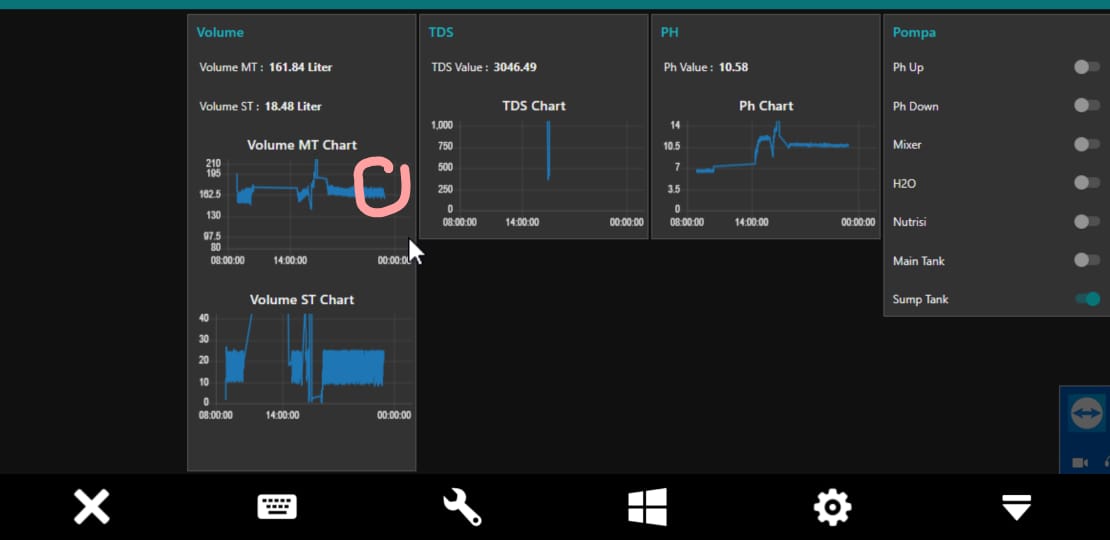 Volume
Volume MT : 161.84 Liter
Volume ST : 18.48 Liter
Volume MT Chart
210
195
162.5
130
97.5
80
08:00:00 14:00:00 00:00:00
Volume ST Chart
40
30
20
10
0
08:00:00 14:00:00 00:00:00
TDS
TDS Value : 3046.49
TDS Chart
1,000
750
500
250
0
08:00:00 14:00:00 00:00:00
PH
Ph Value : 10.58
Ph Chart
14
10.5
7
3.5
0
08:00:00 14:00:00 00:00:00
Pompa
Ph Up
Ph Down
Mixer
H2O
Nutrisi
Main Tank
Sump Tank